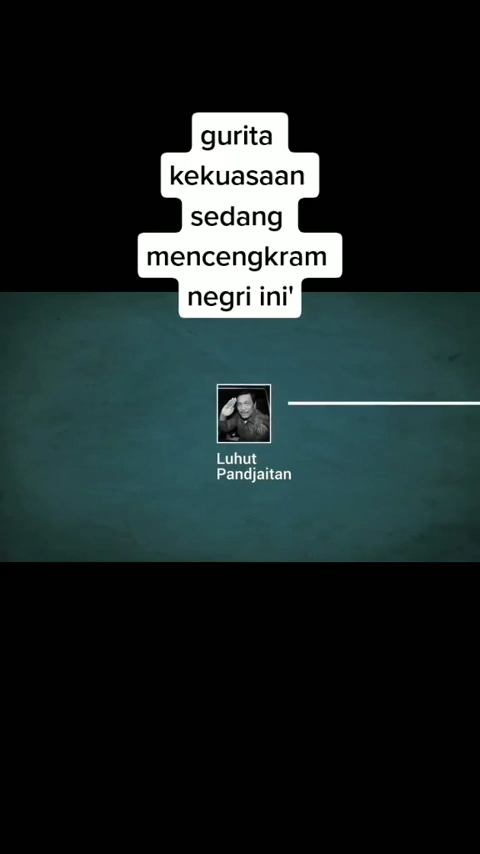 gurita
kekuasaan
sedang
mencengkram
negri ini'
Luhut
Pandjaitan